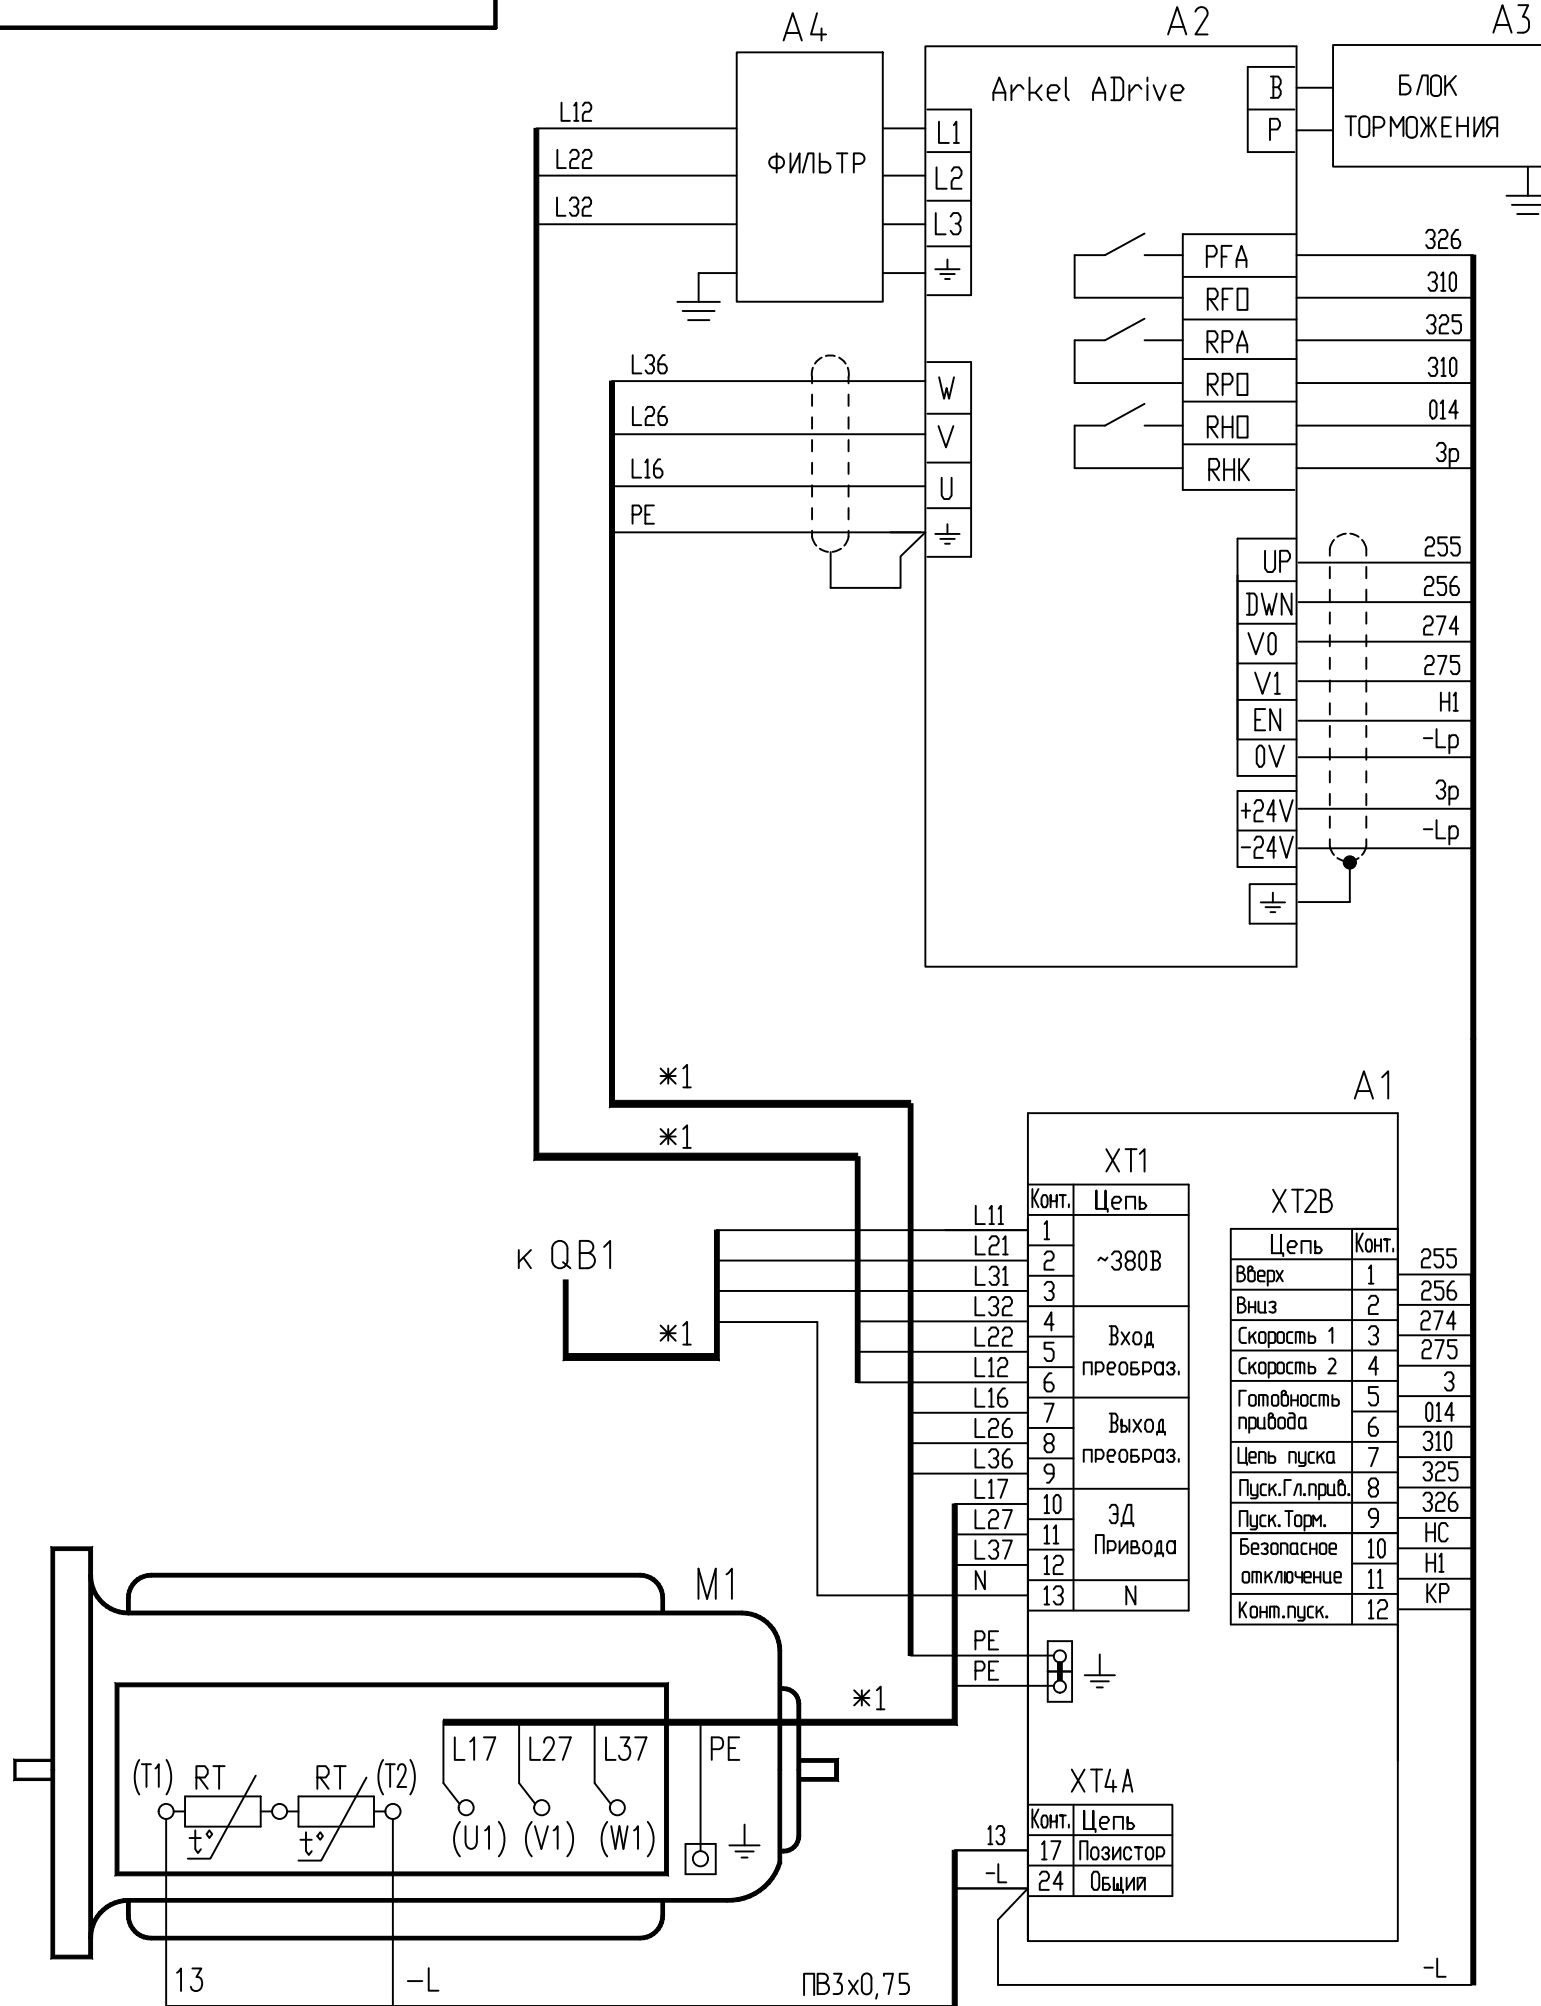 A4
A2
A3
Arkel ADrive
B
P
БЛОК
ТОРМОЖЕНИЯ
L12
L22
L32
ФИЛЬТР
L1
L2
L3
PFA
RFO
RPA
RPO
RHO
RHK
326
310
325
310
014
3р
L36
L26
L16
PE
W
V
U
UP
DWN
V0
V1
EN
0V
+24V
-24V
255
256
274
275
H1
-Lp
3р
-Lp
*1
*1
к QB1
*1
A1
XT1
Конт. Цепь
1
2
3
4
5
6
7
8
9
10
11
12
13
~380В
Вход
преобраз.
Выход
преобраз.
ЭД
Привода
N
L11
L21
L31
L32
L22
L12
L16
L26
L36
L17
L27
L37
N
PE
PE
XT2B
Цепь Конт.
Вверх 1
Вниз 2
Скорость 1 3
Скорость 2 4
Готовность 5
привода 6
Цепь пуска 7
Пуск.Гл.прив. 8
Пуск.Торм. 9
Безопасное 10
отключение 11
Конт.пуск. 12
255
256
274
275
3
014
310
325
326
НС
Н1
КР
M1
*1
(T1) RT RT (T2)
t° t°
L17 L27 L37 PE
(U1) (V1) (W1)
XT4A
Конт. Цепь
17 Позистор
24 Общий
13
-L
13 -L
ПВ3х0,75
-L